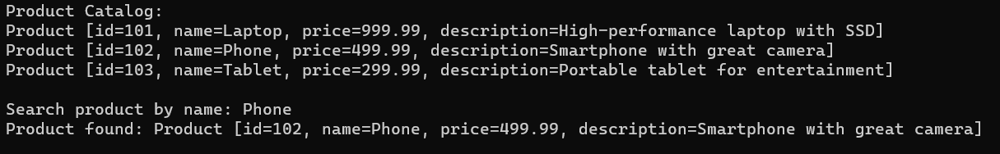 Product Catalog:
Product [id=101, name=Laptop, price=999.99, description=High-performance laptop with SSD]
Product [id=102, name=Phone, price=499.99, description=Smartphone with great camera]
Product [id=103, name=Tablet, price=299.99, description=Portable tablet for entertainment]

Search product by name: Phone
Product found: Product [id=102, name=Phone, price=499.99, description=Smartphone with great camera]